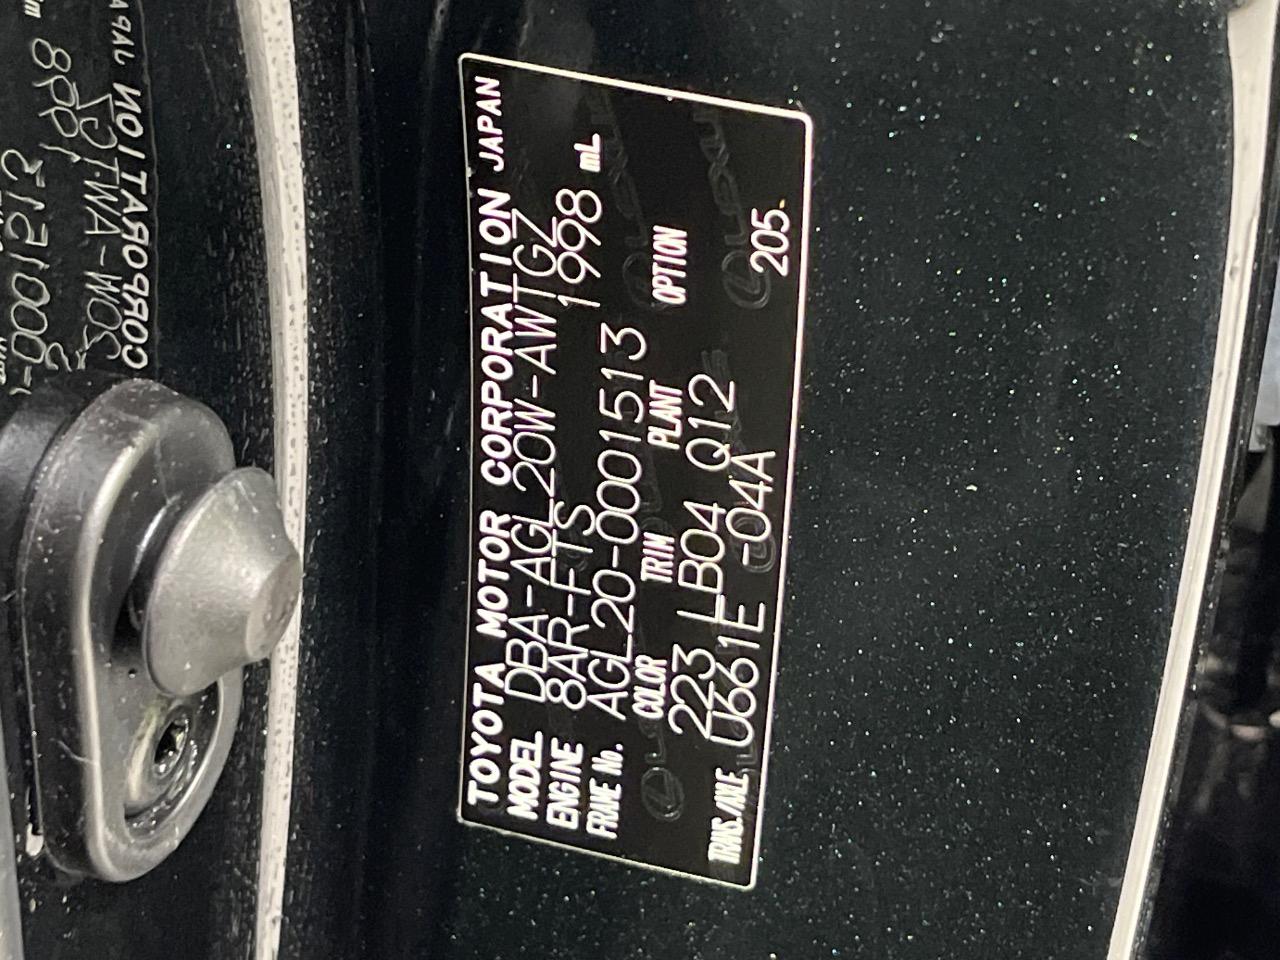 TOYOTA MOTOR CORPORATION JAPAN
MODEL DBA-AGL20W-AWTGZ
ENGINE 8AR-FTS 1998 mL
FRAME No. AGL20-0001513
COLOR TRIM PLANT OPTION
223 LB04 Q12
TRNS./AXLE U661E -04A 205